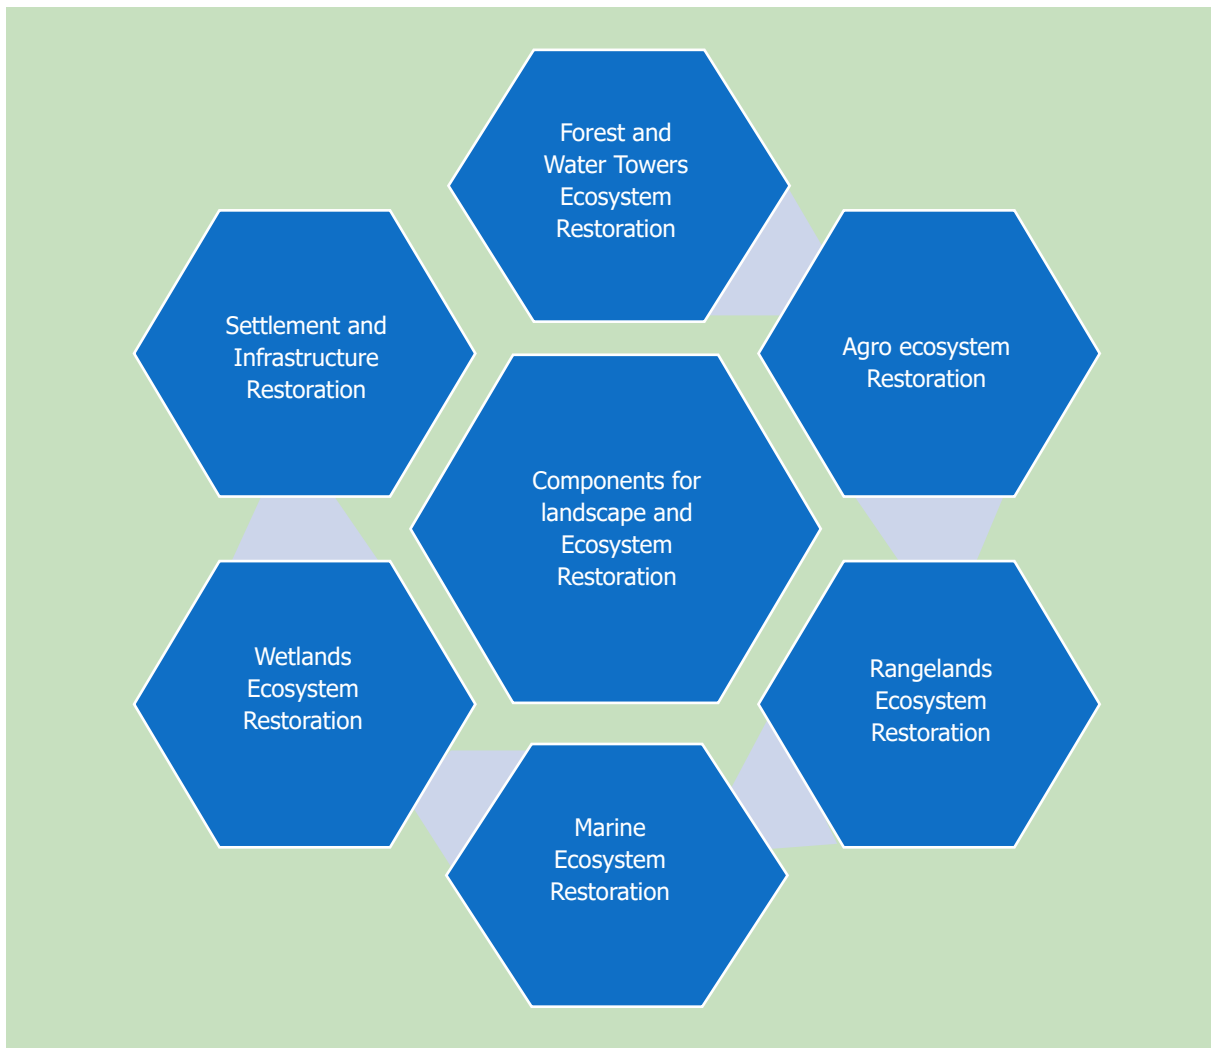 Forest and
Water Towers
Ecosystem
Restoration
Settlement and
Infrastructure
Restoration
Agro ecosystem
Restoration
Components for
landscape and
Ecosystem
Restoration
Wetlands
Ecosystem
Restoration
Rangelands
Ecosystem
Restoration
Marine
Ecosystem
Restoration